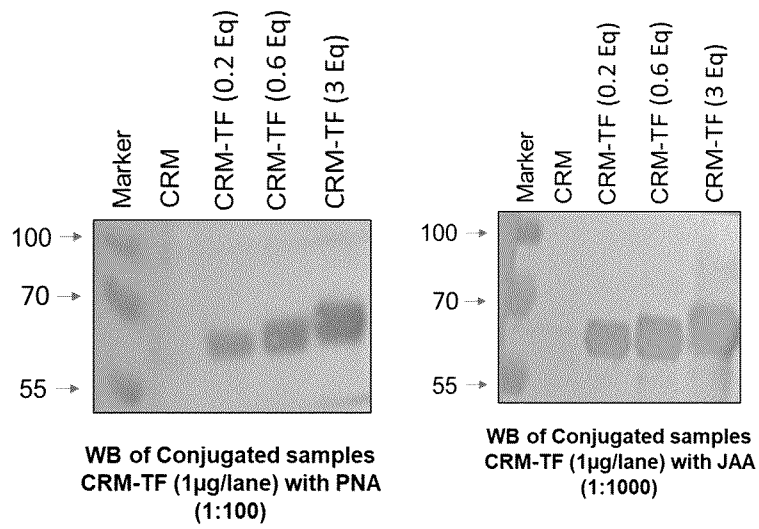 Marker
CRM
CRM-TF (0.2 Eq)
CRM-TF (0.6 Eq)
CRM-TF (3 Eq)
100
70
55
WB of Conjugated samples
CRM-TF (1µg/lane) with PNA
(1:100)
Marker
CRM
CRM-TF (0.2 Eq)
CRM-TF (0.6 Eq)
CRM-TF (3 Eq)
100
70
55
WB of Conjugated samples
CRM-TF (1µg/lane) with JAA
(1:1000)